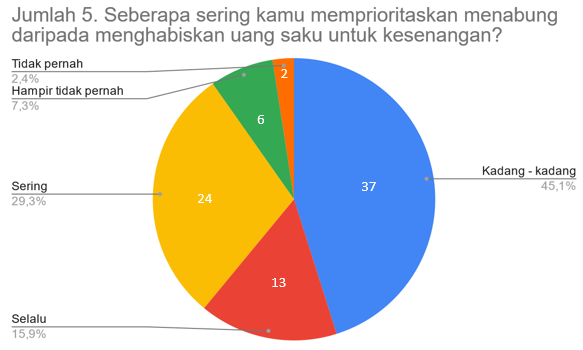 Jumlah 5. Seberapa sering kamu memprioritaskan menabung
daripada menghabiskan uang saku untuk kesenangan?
Tidak pernah
2,4%
Hampir tidak pernah
7,3%
Sering
29,3%
Selalu
15,9%
Kadang - kadang
45,1%
2
6
24
37
13